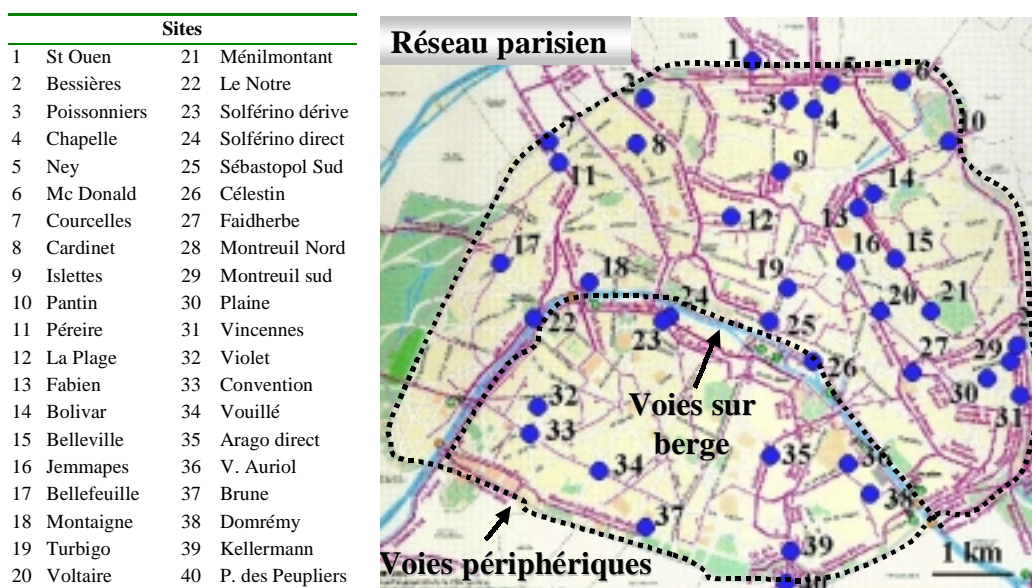 Sites
1 St Ouen 21 Ménilmontant
2 Bessières 22 Le Notre
3 Poissonniers 23 Solférino dérive
4 Chapelle 24 Solférino direct
5 Ney 25 Sébastopol Sud
6 Mc Donald 26 Célestin
7 Courcelles 27 Faidherbe
8 Cardinet 28 Montreuil Nord
9 Islettes 29 Montreuil sud
10 Pantin 30 Plaine
11 Péreire 31 Vincennes
12 La Plage 32 Violet
13 Fabien 33 Convention
14 Bolivar 34 Vouillé
15 Belleville 35 Arago direct
16 Jemmapes 36 V. Auriol
17 Bellefeuille 37 Brune
18 Montaigne 38 Domrémy
19 Turbigo 39 Kellermann
20 Voltaire 40 P. des Peupliers
Réseau parisien
1
2
3
4
5
6
7
8
9
10
11
12
13
14
15
16
17
18
19
20
21
22
23
24
25
26
27
29
30
31
32
33
34
35
36
37
38
39
40
Voies sur
berge
Voies périphériques
1 km